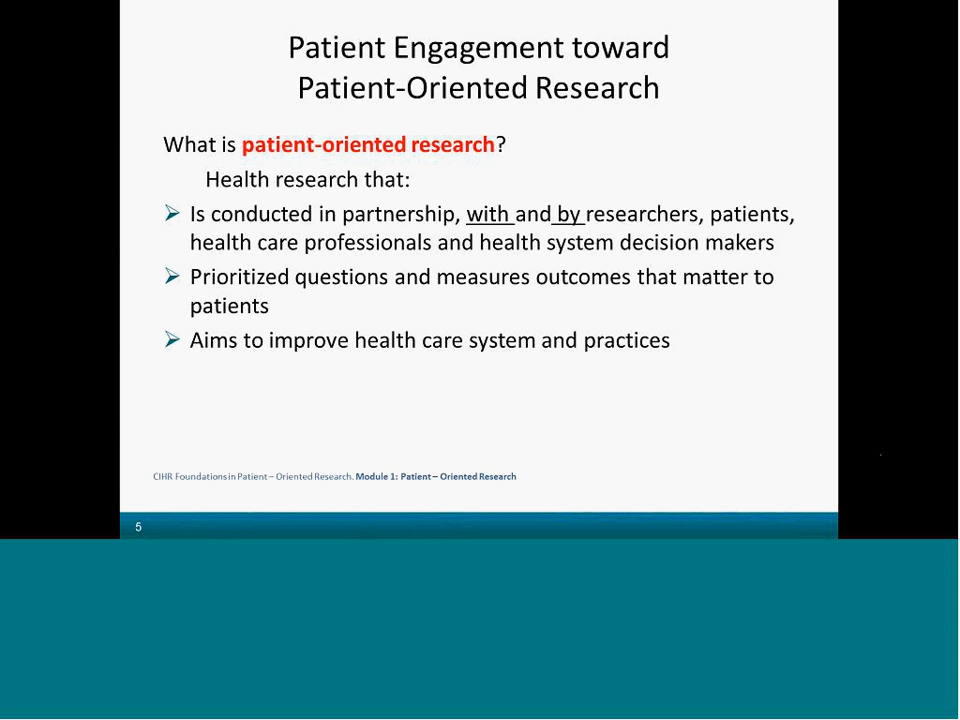 Patient Engagement toward
Patient-Oriented Research
What is patient-oriented research?
Health research that:
➢ Is conducted in partnership, with and by researchers, patients,
health care professionals and health system decision makers
➢ Prioritized questions and measures outcomes that matter to
patients
➢ Aims to improve health care system and practices
CIHR Foundations in Patient – Oriented Research. Module 1: Patient – Oriented Research
5